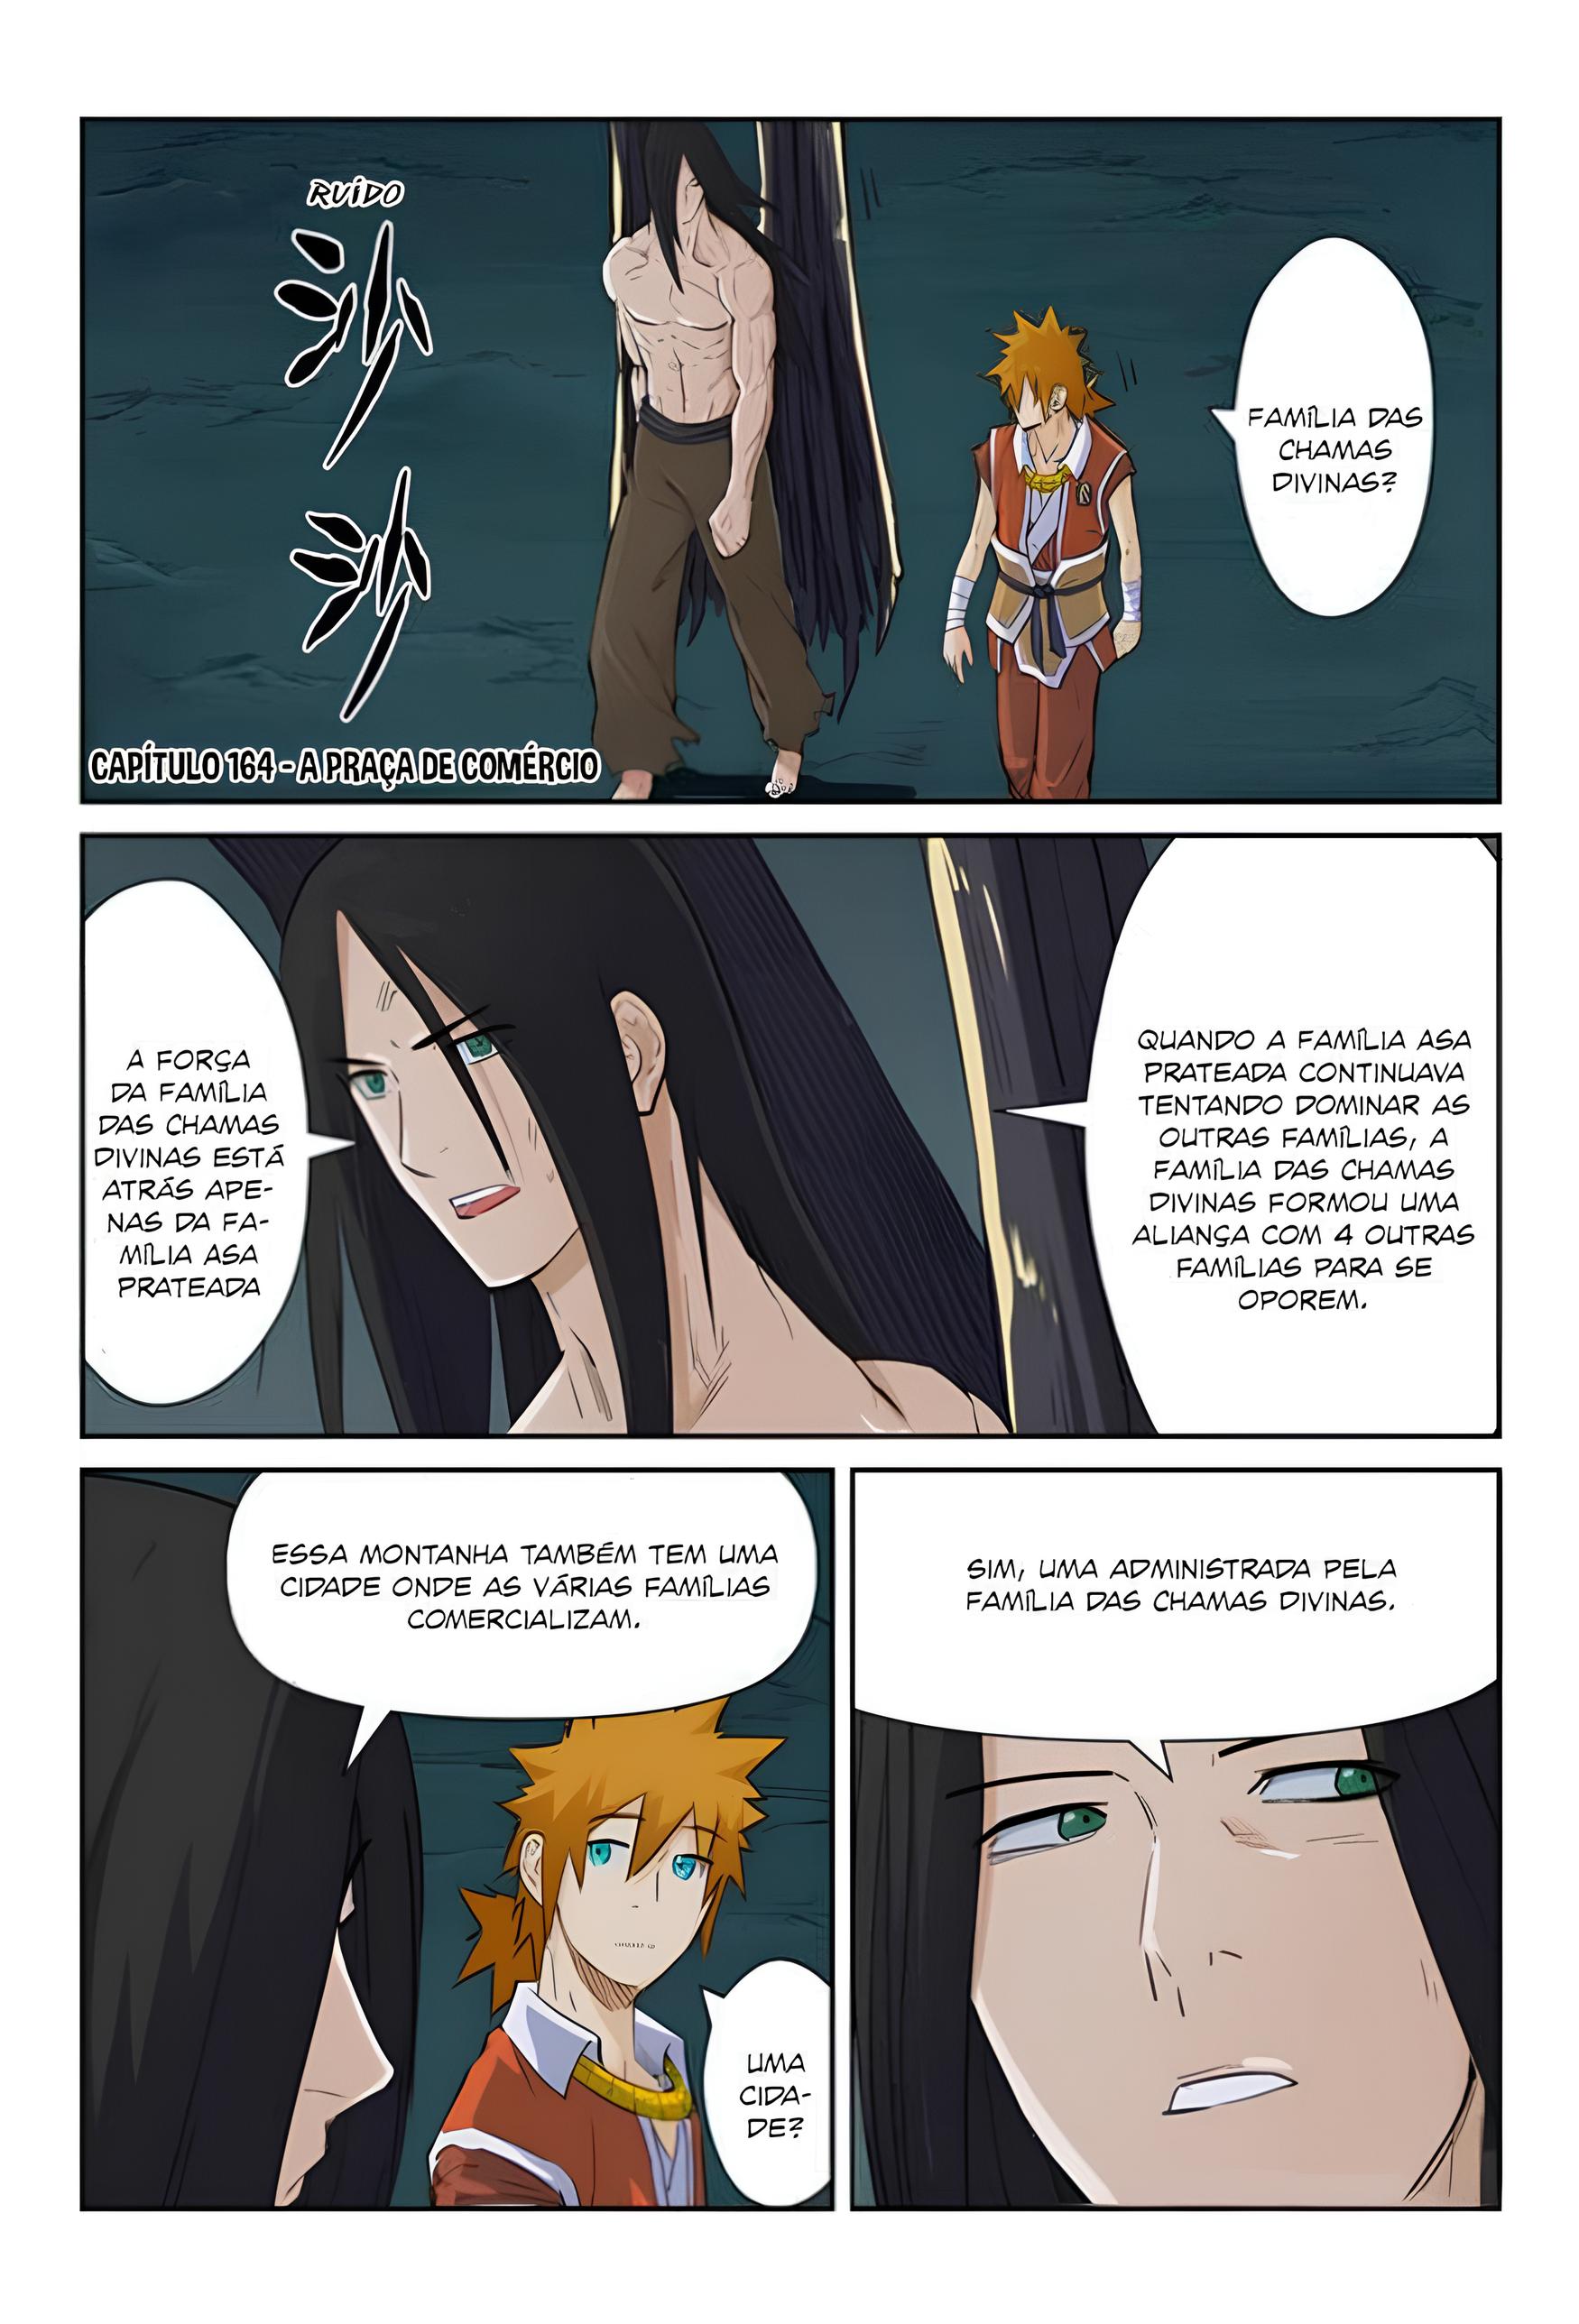 RUÍDO
沙
沙
FAMÍLIA DAS
CHAMAS
DIVINAS?
CAPÍTULO 164 - A PRAÇA DE COMÉRCIO
QUANDO A FAMÍLIA ASA
PRATEADA CONTINUAVA
TENTANDO DOMINAR AS
OUTRAS FAMÍLIAS, A
FAMÍLIA DAS CHAMAS
DIVINAS FORMOU UMA
ALIANÇA COM 4 OUTRAS
FAMÍLIAS PARA SE
OPOREM.
A FORÇA
DA FAMÍLIA
DAS CHAMAS
DIVINAS ESTÁ
ATRÁS APE-
NAS DA FA-
MÍLIA ASA
PRATEADA
ESSA MONTANHA TAMBÉM TEM UMA
CIDADE ONDE AS VÁRIAS FAMÍLIAS
COMERCIALIZAM.
UMA
CIDA-
DE?
SIM, UMA ADMINISTRADA PELA
FAMÍLIA DAS CHAMAS DIVINAS.